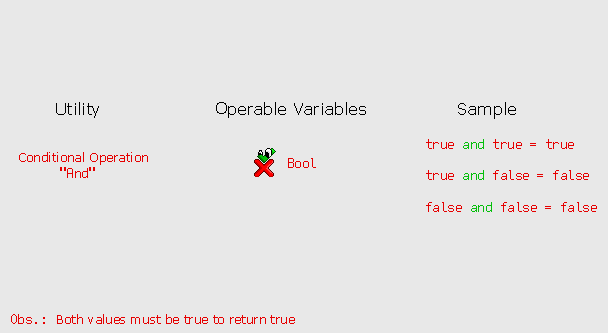 Utility
Operable Variables
Sample
Conditional Operation
"And"
Bool
true and true = true
true and false = false
false and false = false
Obs.: Both values must be true to return true